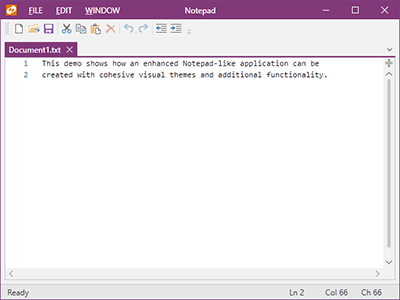 FILE EDIT WINDOW Notepad
Document1.txt
1 This demo shows how an enhanced Notepad-like application can be
2 created with cohesive visual themes and additional functionality.
Ready Ln 2 Col 66 Ch 66